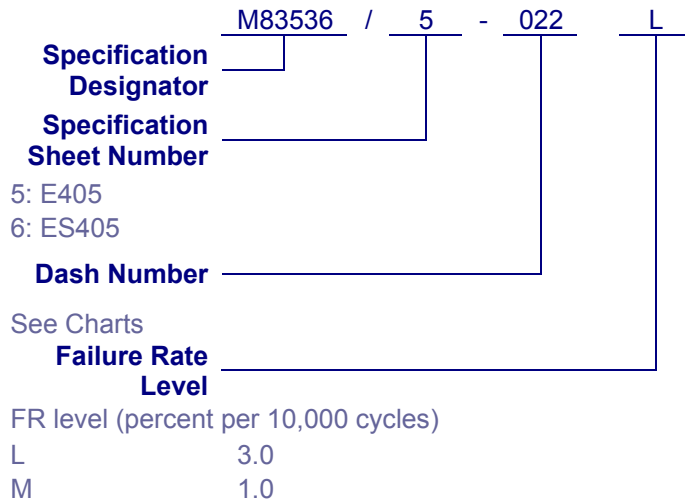 M83536 / 5 - 022 L
Specification
Designator
Specification
Sheet Number
5: E405
6: ES405
Dash Number
See Charts
Failure Rate
Level
FR level (percent per 10,000 cycles)
L 3.0
M 1.0